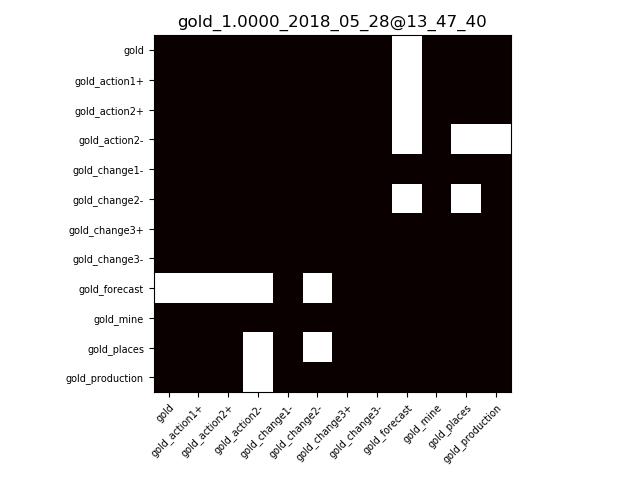 gold_1.0000_2018_05_28@13_47_40
gold
gold_action1+
gold_action2+
gold_action2-
gold_change1-
gold_change2-
gold_change3+
gold_change3-
gold_forecast
gold_mine
gold_places
gold_production
gold
gold_action1+
gold_action2+
gold_action2-
gold_change1-
gold_change2-
gold_change3+
gold_change3-
gold_forecast
gold_mine
gold_places
gold_production